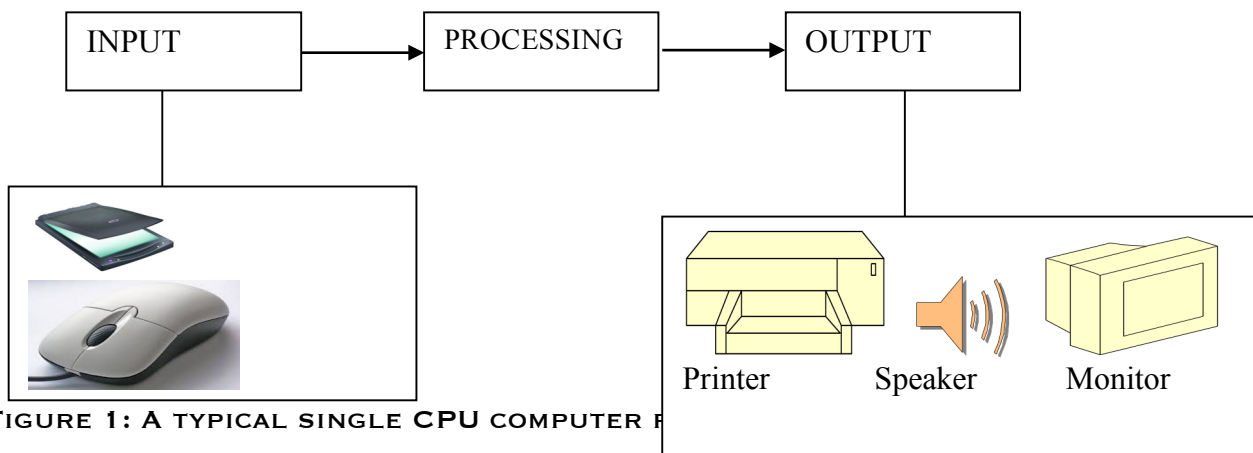 INPUT
PROCESSING
OUTPUT
Printer Speaker Monitor
FIGURE 1: A TYPICAL SINGLE CPU COMPUTER